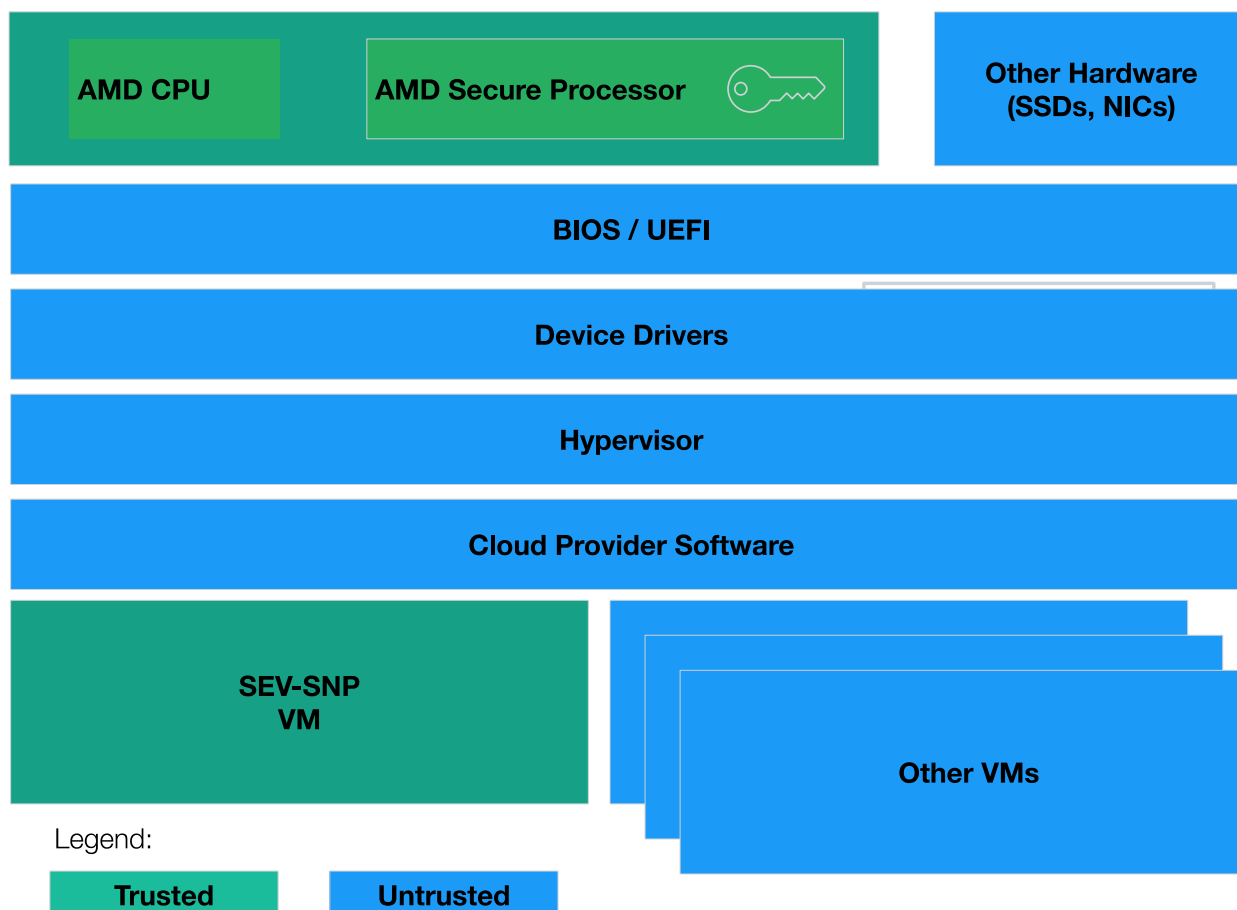 AMD CPU
AMD Secure Processor
Other Hardware
(SSDs, NICs)
BIOS / UEFI
Device Drivers
Hypervisor
Cloud Provider Software
SEV-SNP
VM
Other VMs
Legend:
Trusted
Untrusted